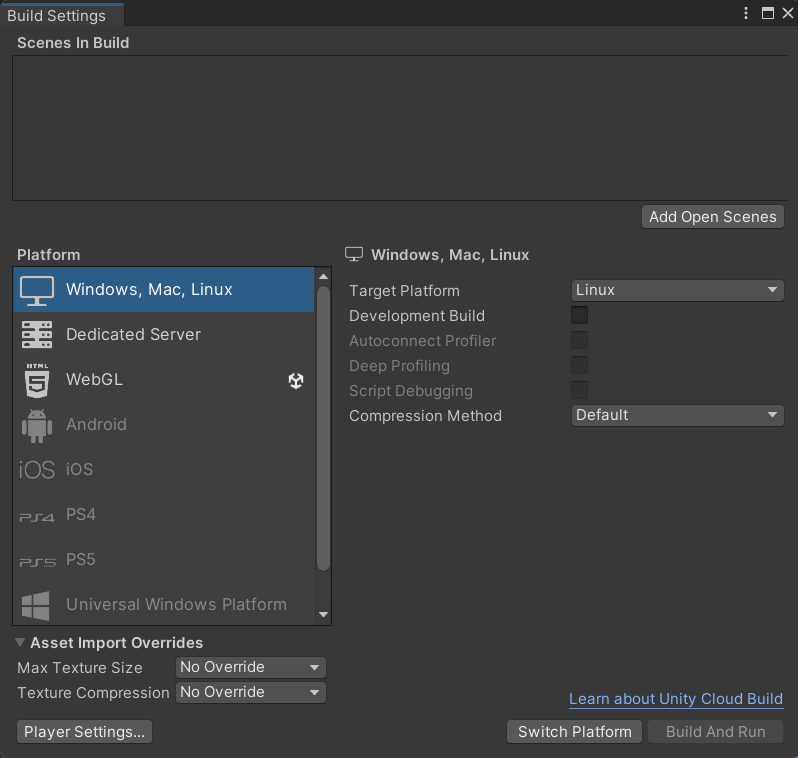 Build Settings
Scenes In Build
Add Open Scenes
Platform
Windows, Mac, Linux
Dedicated Server
HTML
5
WebGL
Android
iOS iOS
PS4 PS4
PS5 PS5
Universal Windows Platform
Windows, Mac, Linux
Target Platform Linux
Development Build
Autoconnect Profiler
Deep Profiling
Script Debugging
Compression Method Default
Asset Import Overrides
Max Texture Size No Override
Texture Compression No Override
Learn about Unity Cloud Build
Player Settings... Switch Platform Build And Run